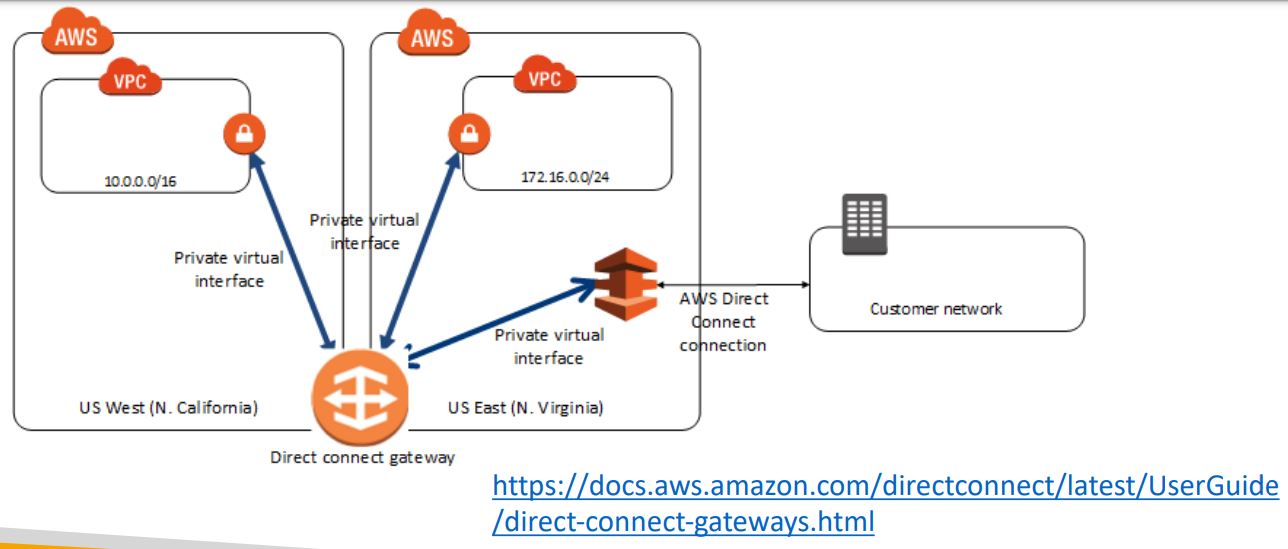 AWS
AWS
VPC
VPC
10.0.0.0/16
172.16.0.0/24
Private virtual
interface
Private virtual
interface
AWS Direct
Connect
connection
Customer network
Private virtual
interface
US West (N. California)
US East (N. Virginia)
Direct connect gateway
https://docs.aws.amazon.com/directconnect/latest/UserGuide
/direct-connect-gateways.html